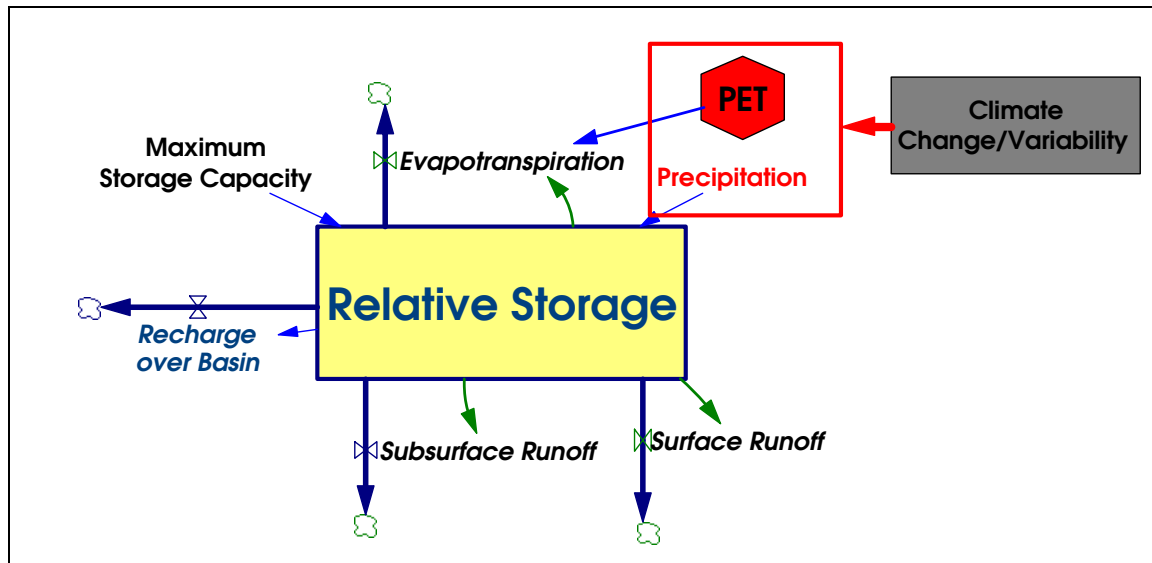 PET
Climate
Change/Variability
Maximum
Storage Capacity
Evapotranspiration
Precipitation
Relative Storage
Recharge
over Basin
Subsurface Runoff
Surface Runoff